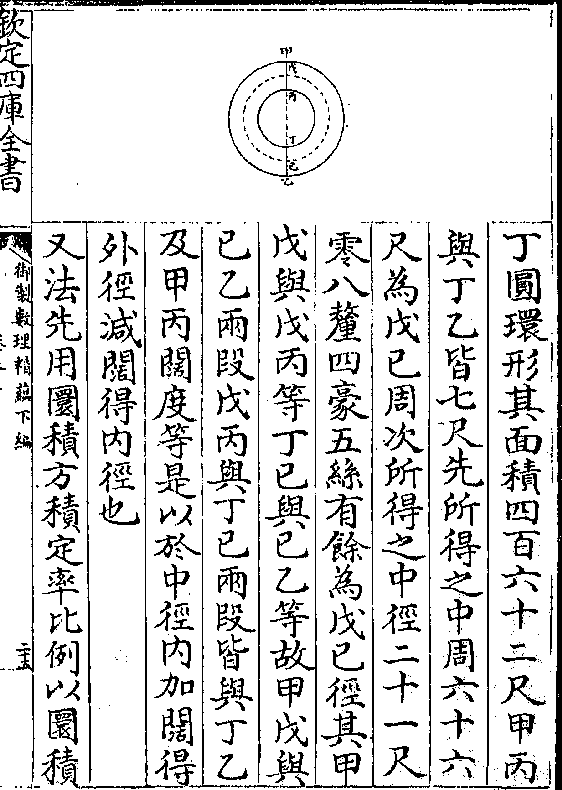 丁圓環形其面積四百六十二尺甲丙
與丁乙皆七尺先所得之中周六十六
尺為戊己周次所得之中徑二十一尺
零八釐四豪五絲有餘為戊己徑其甲
戊與戊丙等丁己與己乙等故甲戊與
己乙兩段戊丙與丁己兩段皆與丁乙
及甲丙闊度等是以於中徑內加闊得
外徑減闊得內徑也
又法先用圜積方積定率比例以圜積
甲
戊
丙
丁
己
乙
欽定四庫全書
御製數理精蘊下編
二十五